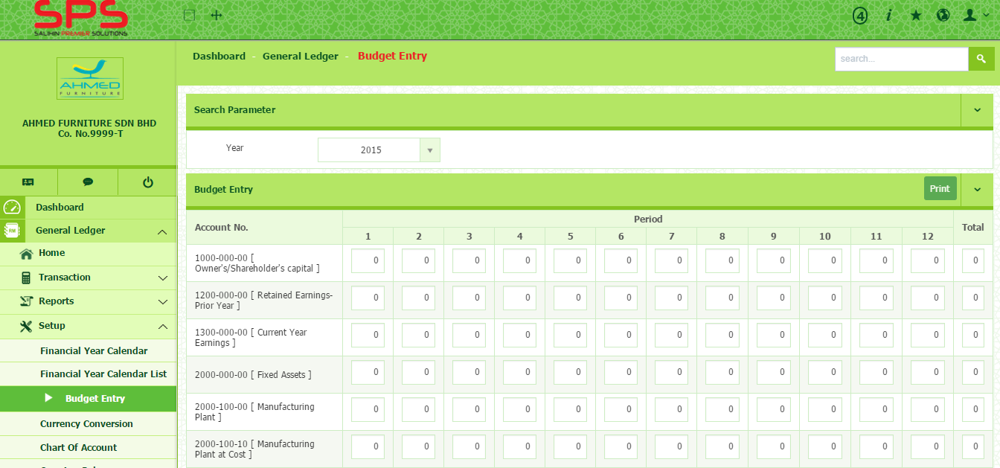 SPS
SALIHIN PREMIER SOLUTIONS
4
i
Dashboard - General Ledger - Budget Entry
search...
AHMED
FURNITURE
AHMED FURNITURE SDN BHD
Co. No.9999-T
Dashboard
RM
General Ledger
Home
Transaction
Reports
Setup
Financial Year Calendar
Financial Year Calendar List
Budget Entry
Currency Conversion
Chart Of Account
Search Parameter
Year 2015
Budget Entry Print
Account No. Period Total
1 2 3 4 5 6 7 8 9 10 11 12
1000-000-00 [
Owner's/Shareholder's capital ]
0 0 0 0 0 0 0 0 0 0 0 0 0
1200-000-00 [ Retained Earnings-
Prior Year ]
0 0 0 0 0 0 0 0 0 0 0 0 0
1300-000-00 [ Current Year
Earnings ]
0 0 0 0 0 0 0 0 0 0 0 0 0
2000-000-00 [ Fixed Assets ]
0 0 0 0 0 0 0 0 0 0 0 0 0
2000-100-00 [ Manufacturing
Plant ]
0 0 0 0 0 0 0 0 0 0 0 0 0
2000-100-10 [ Manufacturing
Plant at Cost ]
0 0 0 0 0 0 0 0 0 0 0 0 0